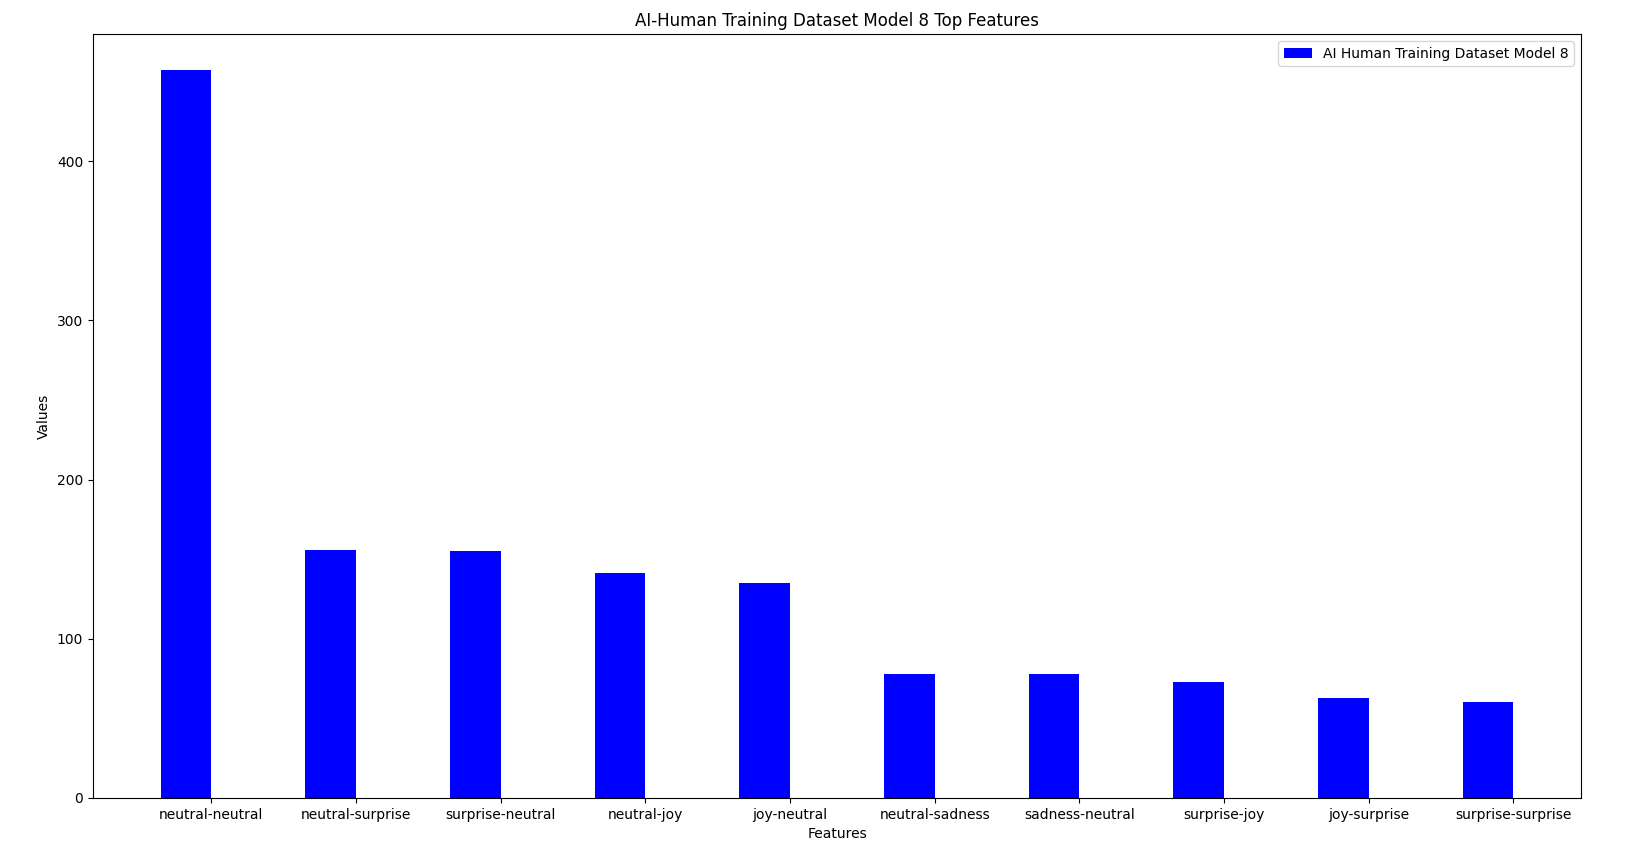 AI-Human Training Dataset Model 8 Top Features
AI Human Training Dataset Model 8
400
300
200
100
0
Values
neutral-neutral neutral-surprise surprise-neutral neutral-joy joy-neutral neutral-sadness sadness-neutral surprise-joy joy-surprise surprise-surprise
Features